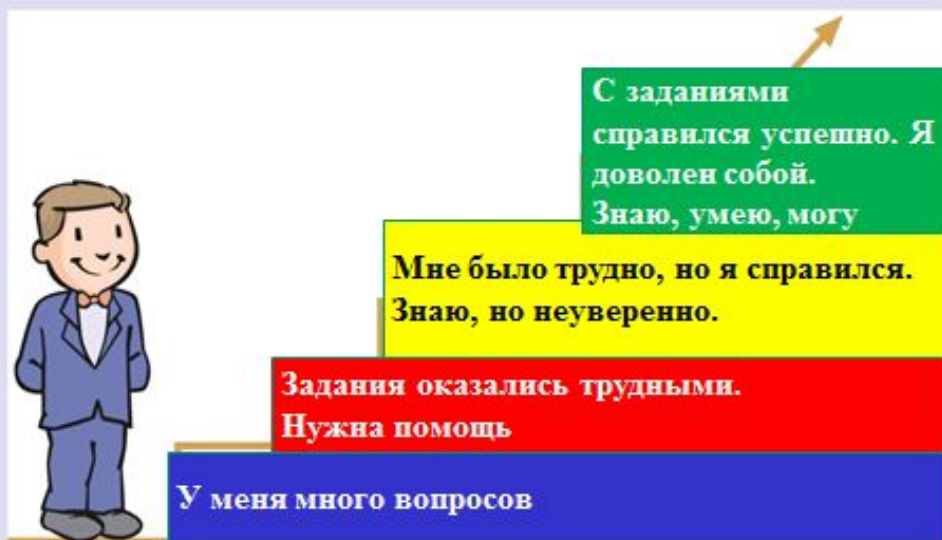 С заданиями
справился успешно. Я
доволен собой.
Знаю, умею, могу
Мне было трудно, но я справился.
Знаю, но неуверенно.
Задания оказались трудными.
Нужна помощь
У меня много вопросов